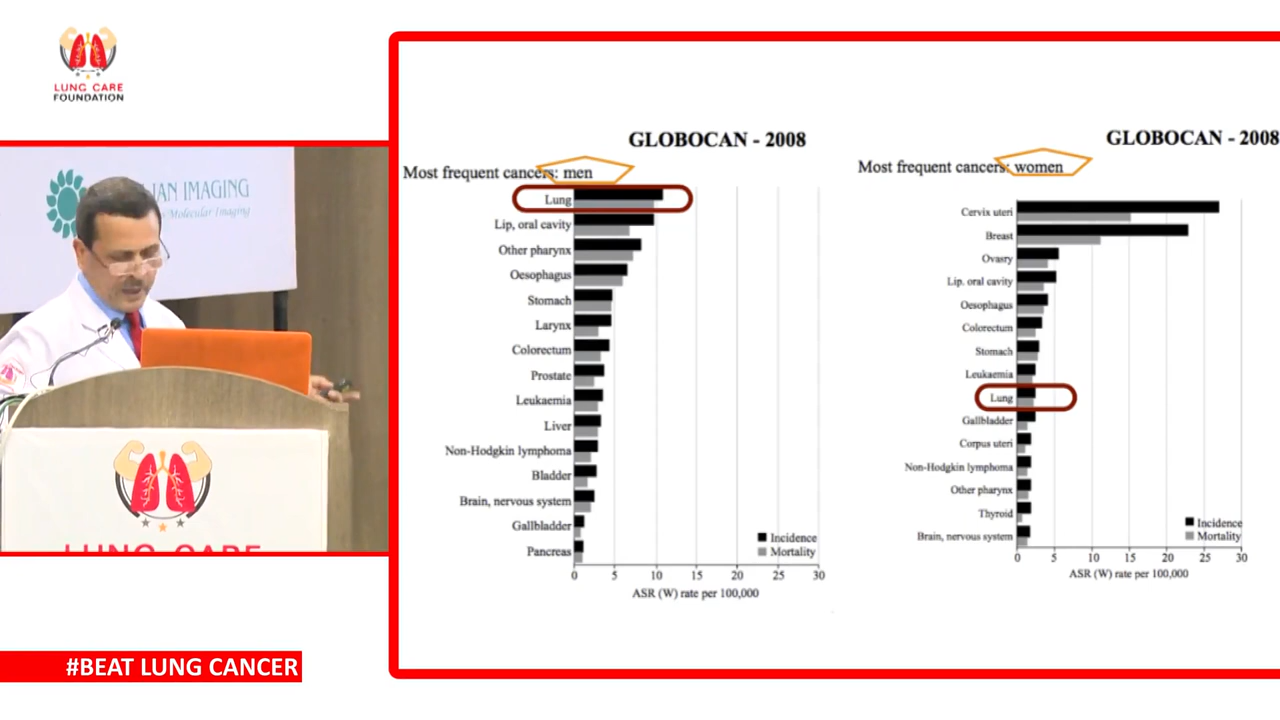 LUNG CARE
FOUNDATION
IAN IMAGING
Molecular Imaging
LUNG CARE
#BEAT LUNG CANCER
GLOBOCAN - 2008
Most frequent cancers: men
Lung
Lip, oral cavity
Other pharynx
Oesophagus
Stomach
Larynx
Colorectum
Prostate
Leukaemia
Liver
Non-Hodgkin lymphoma
Bladder
Brain, nervous system
Gallbladder
Pancreas
Incidence
Mortality
0 5 10 15 20 25 30
ASR (W) rate per 100,000
GLOBOCAN - 2008
Most frequent cancers: women
Cervix uteri
Breast
Ovasry
Lip. oral cavity
Oesophagus
Colorectum
Stomach
Leukaemia
Lung
Gallbladder
Corpus uteri
Non-Hodgkin lymphoma
Other pharynx
Thyroid
Brain, nervous system
Incidence
Mortality
0 5 10 15 20 25 30
ASR (W) rate per 100,000